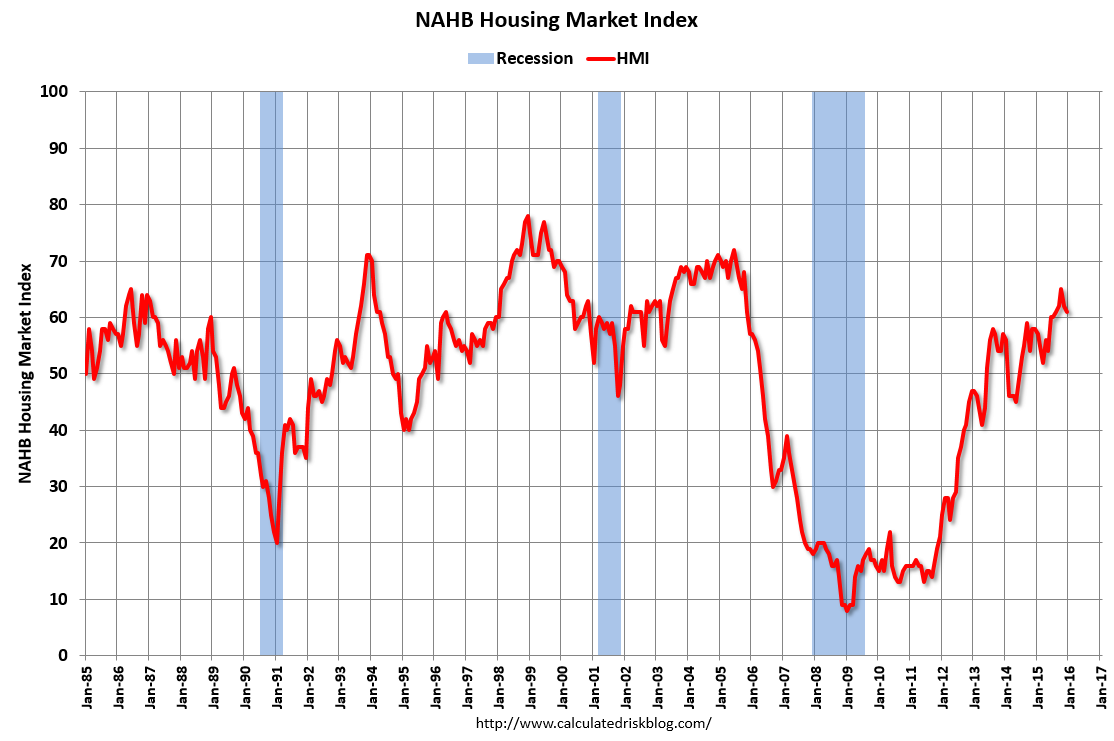 NAHB Housing Market Index
Recession HMI
NAHB Housing Market Index
100
90
80
70
60
50
40
30
20
10
0
Jan-85
Jan-86
Jan-87
Jan-88
Jan-89
Jan-90
Jan-91
Jan-92
Jan-93
Jan-94
Jan-95
Jan-96
Jan-97
Jan-98
Jan-99
Jan-00
Jan-01
Jan-02
Jan-03
Jan-04
Jan-05
Jan-06
Jan-07
Jan-08
Jan-09
Jan-10
Jan-11
Jan-12
Jan-13
Jan-14
Jan-15
Jan-16
Jan-17
http://www.calculatedriskblog.com/